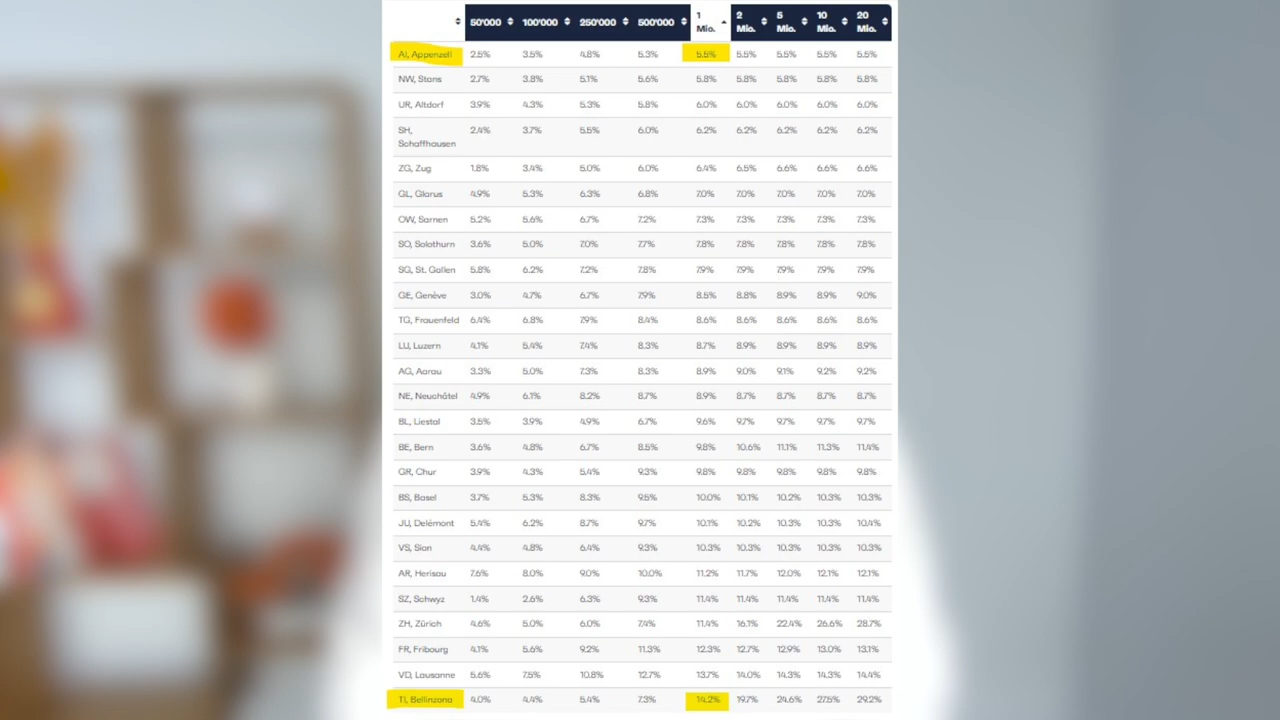 50'000 100'000 250'000 500'000 1 Mio. 2 Mio. 5 Mio. 10 Mio. 20 Mio.
AI, Appenzell 2.5% 3.5% 4.8% 5.3% 5.5% 5.5% 5.5% 5.5% 5.5%
NW, Stans 2.7% 3.8% 5.1% 5.6% 5.8% 5.8% 5.8% 5.8% 5.8%
UR, Altdorf 3.9% 4.3% 5.3% 5.8% 6.0% 6.0% 6.0% 6.0% 6.0%
SH, Schaffhausen 2.4% 3.7% 5.5% 6.0% 6.2% 6.2% 6.2% 6.2% 6.2%
ZG, Zug 1.8% 3.4% 5.0% 6.0% 6.4% 6.5% 6.6% 6.6% 6.6%
GL, Glarus 4.9% 5.3% 6.3% 6.8% 7.0% 7.0% 7.0% 7.0% 7.0%
OW, Sarnen 5.2% 5.6% 6.7% 7.2% 7.3% 7.3% 7.3% 7.3% 7.3%
SO, Solothurn 3.6% 5.0% 7.0% 7.7% 7.8% 7.8% 7.8% 7.8% 7.8%
SG, St. Gallen 5.8% 6.2% 7.2% 7.8% 7.9% 7.9% 7.9% 7.9% 7.9%
GE, Genève 3.0% 4.7% 6.7% 7.9% 8.5% 8.8% 8.9% 8.9% 9.0%
TG, Frauenfeld 6.4% 6.8% 7.9% 8.4% 8.6% 8.6% 8.6% 8.6% 8.6%
LU, Luzern 4.1% 5.4% 7.4% 8.3% 8.7% 8.9% 8.9% 8.9% 8.9%
AG, Aarau 3.3% 5.0% 7.3% 8.3% 8.9% 9.0% 9.1% 9.2% 9.2%
NE, Neuchâtel 4.9% 6.1% 8.2% 8.7% 8.9% 8.7% 8.7% 8.7% 8.7%
BL, Liestal 3.5% 3.9% 4.9% 6.7% 9.6% 9.7% 9.7% 9.7% 9.7%
BE, Bern 3.6% 4.8% 6.7% 8.5% 9.8% 10.6% 11.1% 11.3% 11.4%
GR, Chur 3.9% 4.3% 5.4% 9.3% 9.8% 9.8% 9.8% 9.8% 9.8%
BS, Basel 3.7% 5.3% 8.3% 9.5% 10.0% 10.1% 10.2% 10.3% 10.3%
JU, Delémont 5.4% 6.2% 8.7% 9.7% 10.1% 10.2% 10.3% 10.3% 10.4%
VS, Sion 4.4% 4.8% 6.4% 9.3% 10.3% 10.3% 10.3% 10.3% 10.3%
AR, Herisau 7.6% 8.0% 9.0% 10.0% 11.2% 11.7% 12.0% 12.1% 12.1%
SZ, Schwyz 1.4% 2.6% 6.3% 9.3% 11.4% 11.4% 11.4% 11.4% 11.4%
ZH, Zürich 4.6% 5.0% 6.0% 7.4% 11.4% 16.1% 22.4% 26.6% 28.7%
FR, Fribourg 4.1% 5.6% 9.2% 11.3% 12.3% 12.7% 12.9% 13.0% 13.1%
VD, Lausanne 5.6% 7.5% 10.8% 12.7% 13.7% 14.0% 14.3% 14.3% 14.4%
TI, Bellinzona 4.0% 4.4% 5.4% 7.3% 14.2% 19.7% 24.6% 27.5% 29.2%